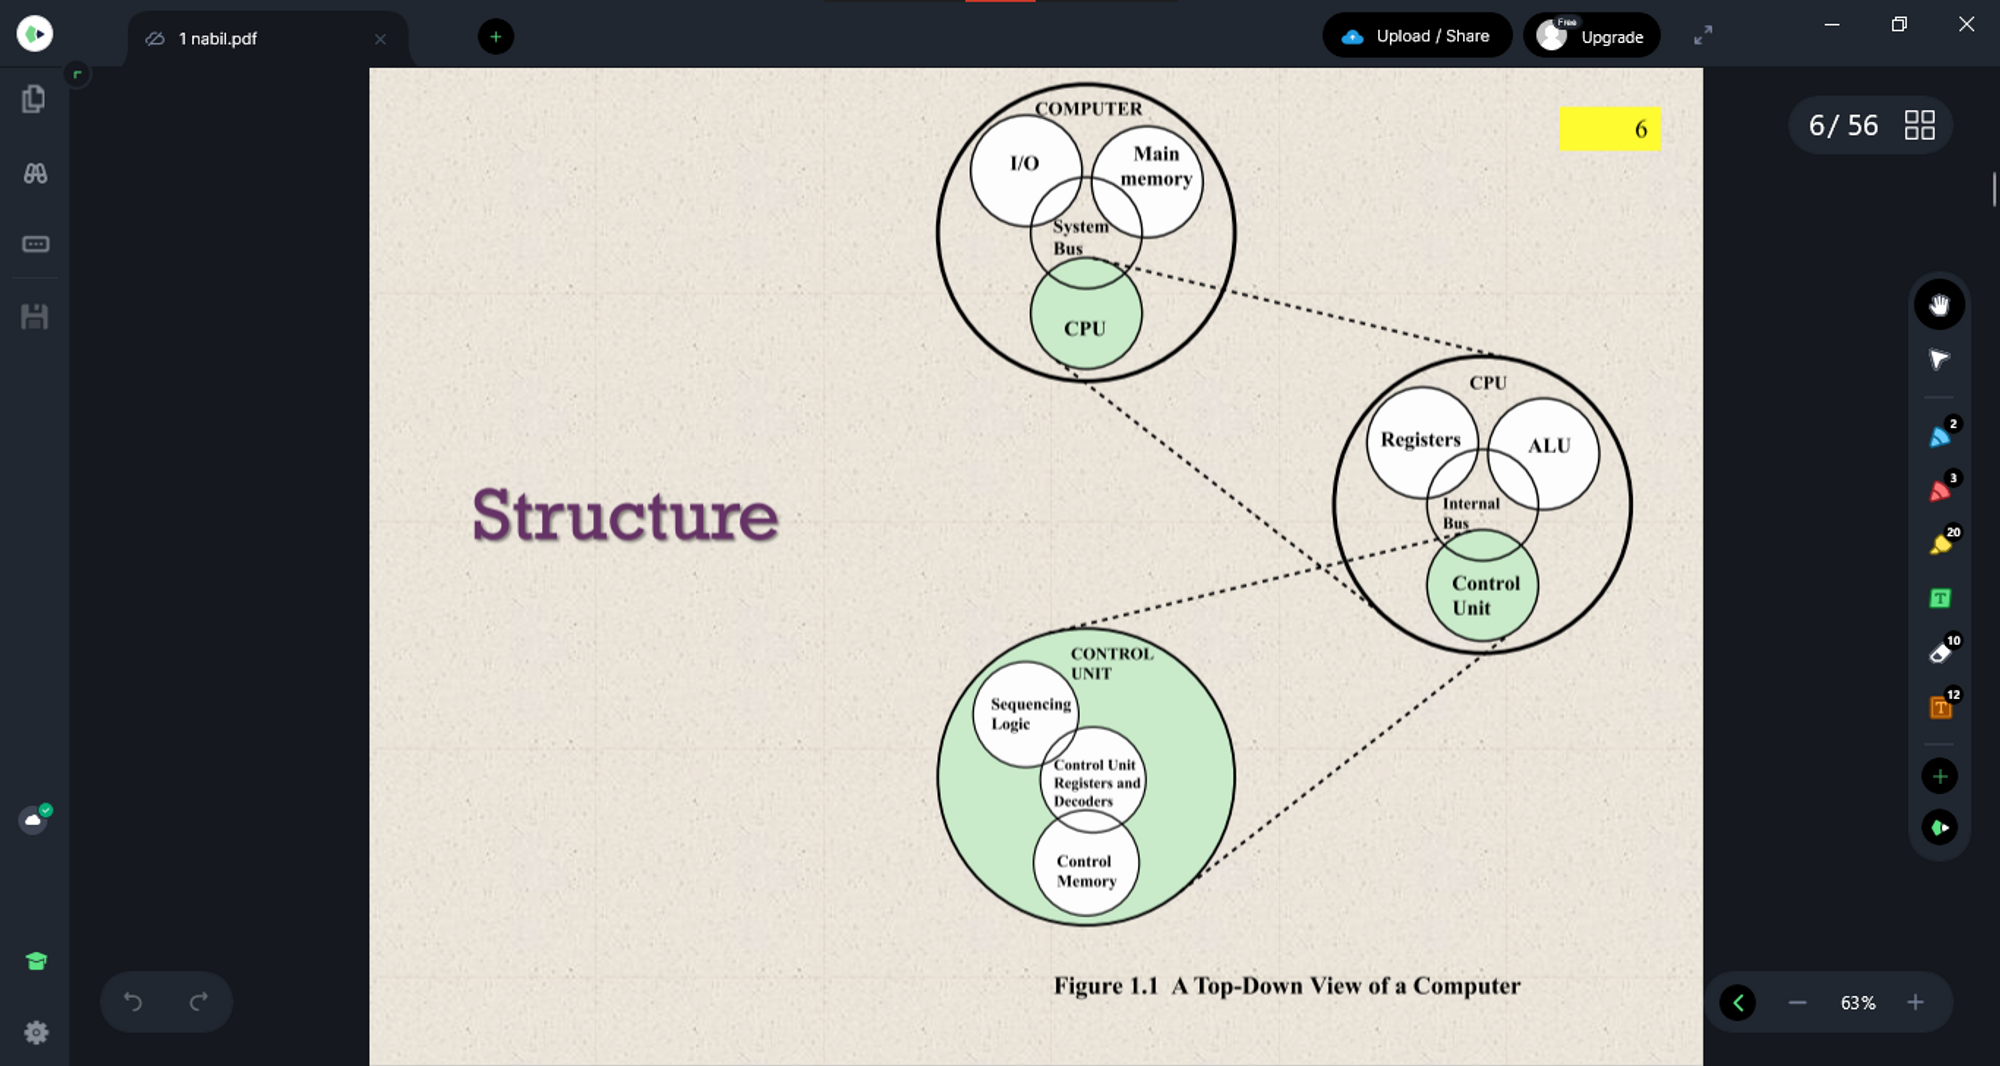 1 nabil.pdf
Upload / Share
Free
Upgrade
6/ 56
6
COMPUTER
I/O
Main
memory
System
Bus
CPU
CPU
Registers
ALU
Internal
Bus
Control
Unit
Structure
CONTROL
UNIT
Sequencing
Logic
Control Unit
Registers and
Decoders
Control
Memory
Figure 1.1 A Top-Down View of a Computer
2
3
20
T
10
12
T
63%